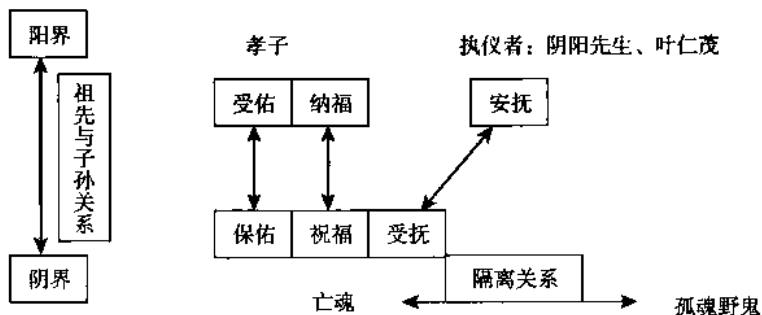 阳界
孝子
执仪者：阴阳先生、叶仁茂
祖先与子孙关系
受佑 纳福 安抚
保佑 祝福 受抚
阴界
隔离关系
亡魂 孤魂野鬼